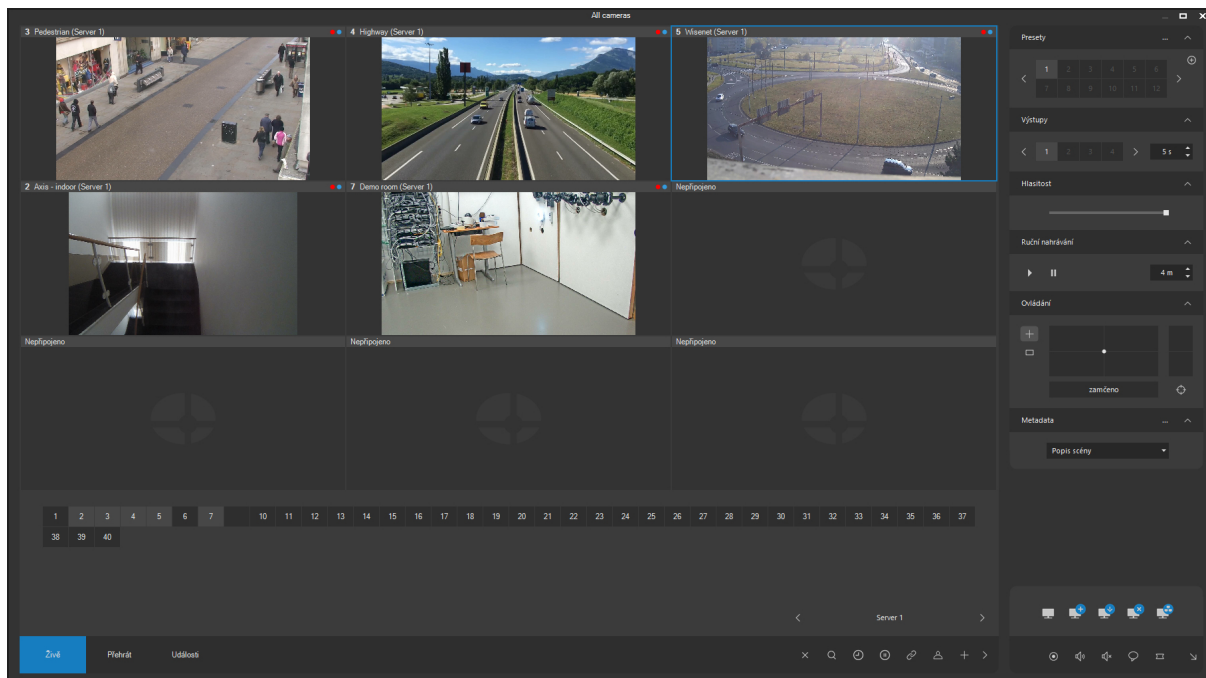 All cameras
3 Pedestrian (Server 1)
4 Highway (Server 1)
5 Wisenet (Server 1)
2 Axis - indoor (Server 1)
7 Demo room (Server 1)
Nepřipojeno
Nepřipojeno
Nepřipojeno
Nepřipojeno
1 2 3 4 5 6 7 10 11 12 13 14 15 16 17 18 19 20 21 22 23 24 25 26 27 28 29 30 31 32 33 34 35 36 37
38 39 40
Server 1
Živě Přehrát Události
Presety
1 2 3 4 5 6
7 8 9 10 11 12
Výstupy
1 2 3 4 5 s
Hlasitost
Ruční nahrávání
4 m
Ovládání
zamčeno
Metadata
Popis scény